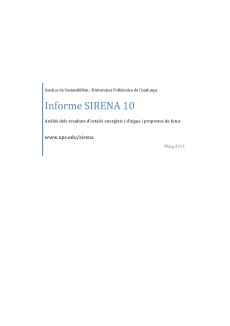 Institut de Sostenibilitat –Universitat Politècnica de Catalunya
Informe SIRENA 10
Anàlisi dels resultats d'estalvi energètic i d'aigua i propostes de futur
www.upc.edu/sirena
Maig 2011